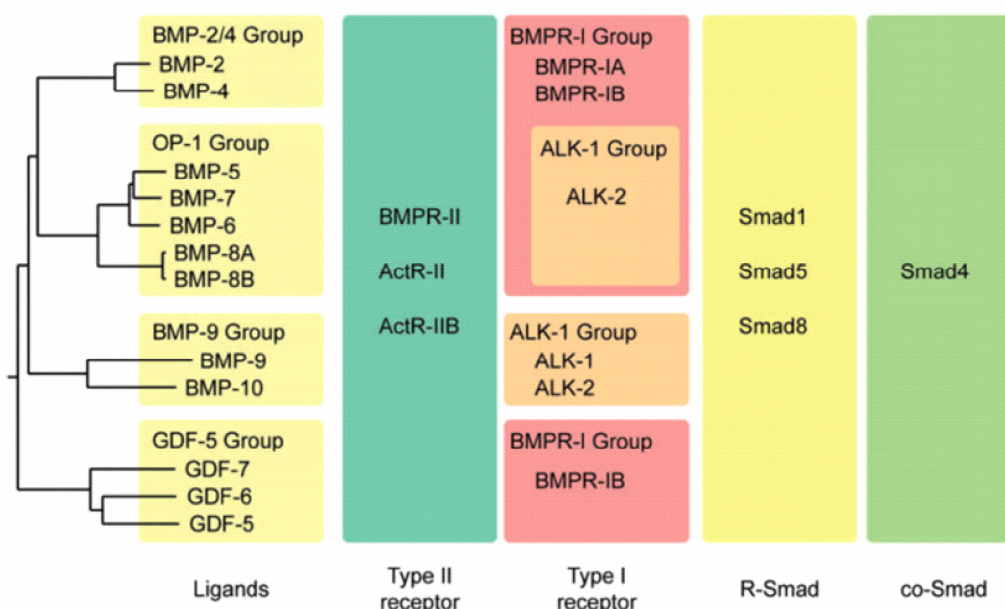 BMP-2/4 Group
BMP-2
BMP-4
OP-1 Group
BMP-5
BMP-7
BMP-6
BMP-8A
BMP-8B
BMP-9 Group
BMP-9
BMP-10
GDF-5 Group
GDF-7
GDF-6
GDF-5
Ligands
BMPR-II
ActR-II
ActR-IIB
Type II
receptor
BMPR-I Group
BMPR-IA
BMPR-IB
ALK-1 Group
ALK-2
ALK-1 Group
ALK-1
ALK-2
BMPR-I Group
BMPR-IB
Type I
receptor
Smad1
Smad5
Smad8
R-Smad
Smad4
co-Smad